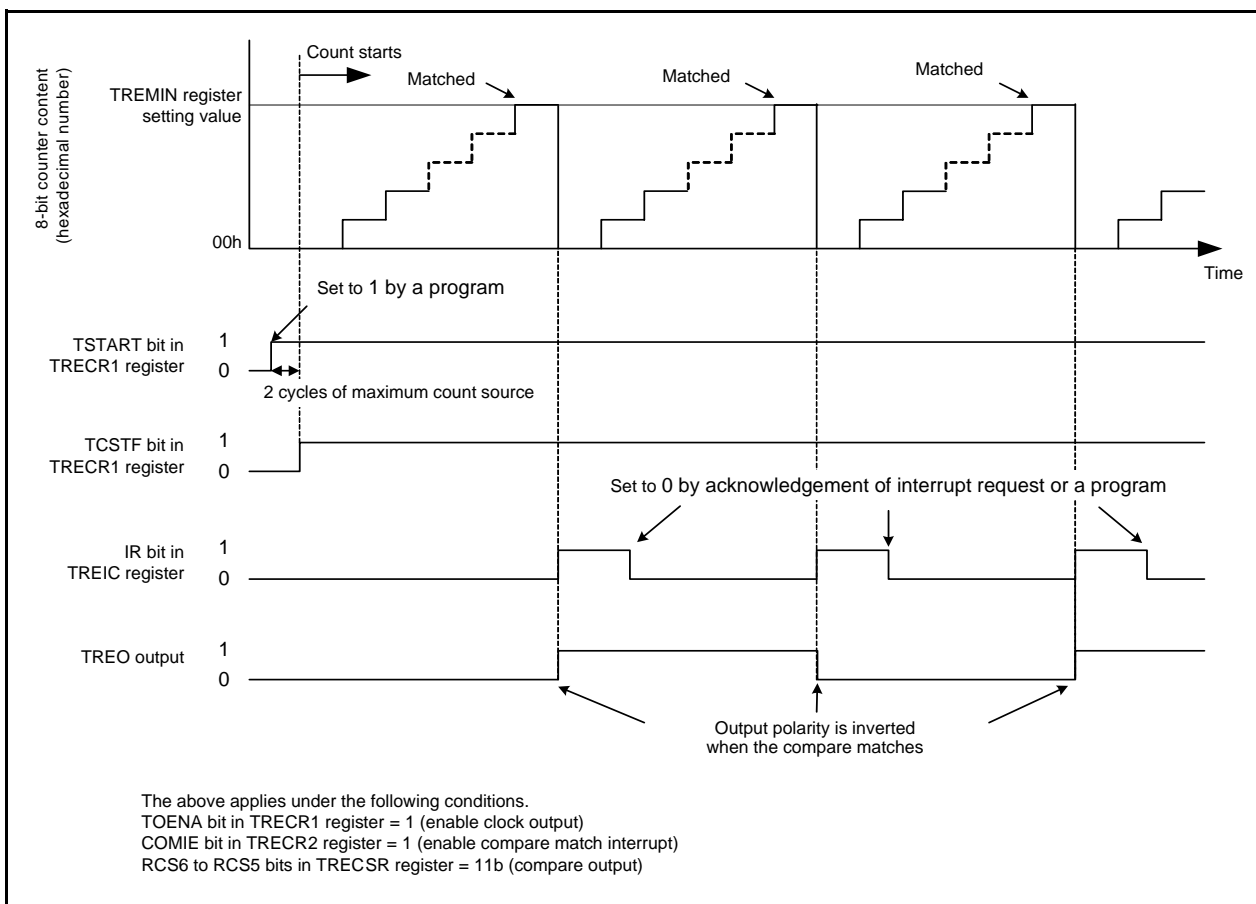 Count starts
Matched
Matched
Matched
8-bit counter content
(hexadecimal number)
TREMIN register
setting value
00h
Time
Set to 1 by a program
TSTART bit in
TRECR1 register
1
0
2 cycles of maximum count source
TCSTF bit in
TRECR1 register
1
0
Set to 0 by acknowledgement of interrupt request or a program
IR bit in
TREIC register
1
0
TREO output
1
0
Output polarity is inverted
when the compare matches
The above applies under the following conditions.
TOENA bit in TRECR1 register = 1 (enable clock output)
COMIE bit in TRECR2 register = 1 (enable compare match interrupt)
RCS6 to RCS5 bits in TRECSR register = 11b (compare output)